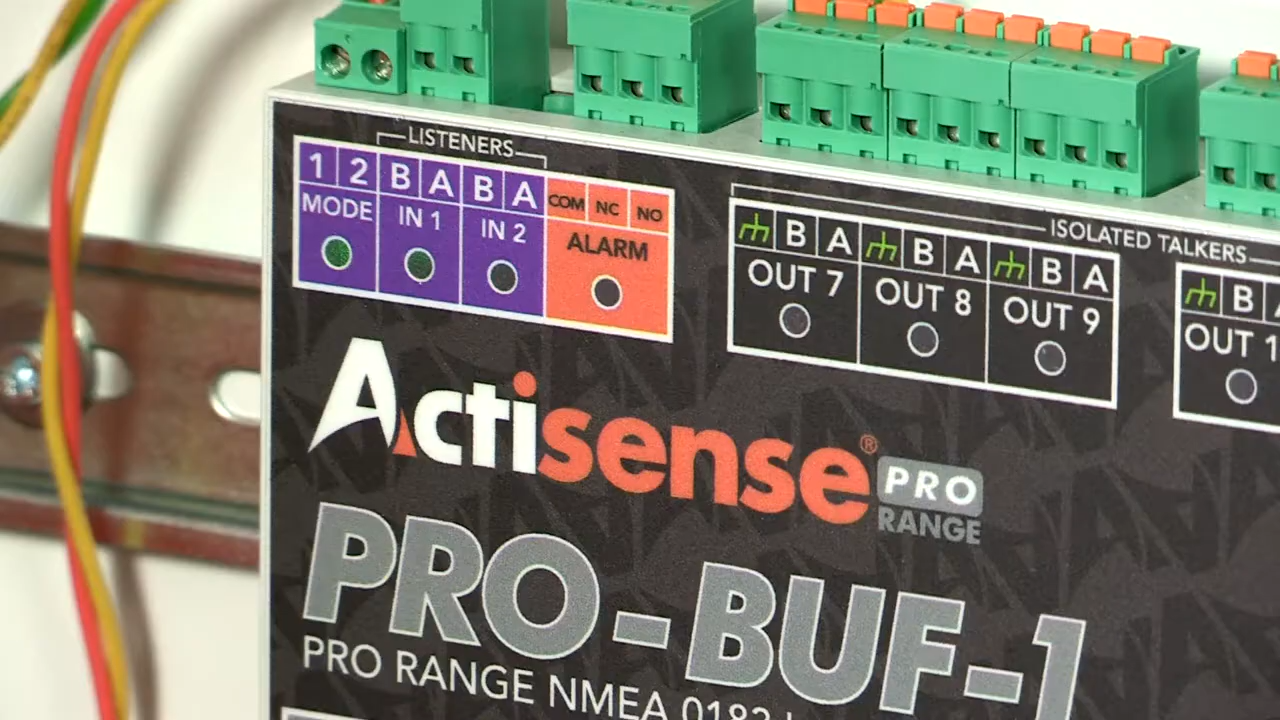 LISTENERS
1 2 B A B A COM NC NO
MODE IN 1 IN 2 ALARM
ISOLATED TALKERS
B A B A B A B
OUT 7 OUT 8 OUT 9 OUT 1
Actisense® PRO
RANGE
PRO-BUF-1
PRO RANGE NMEA 0183